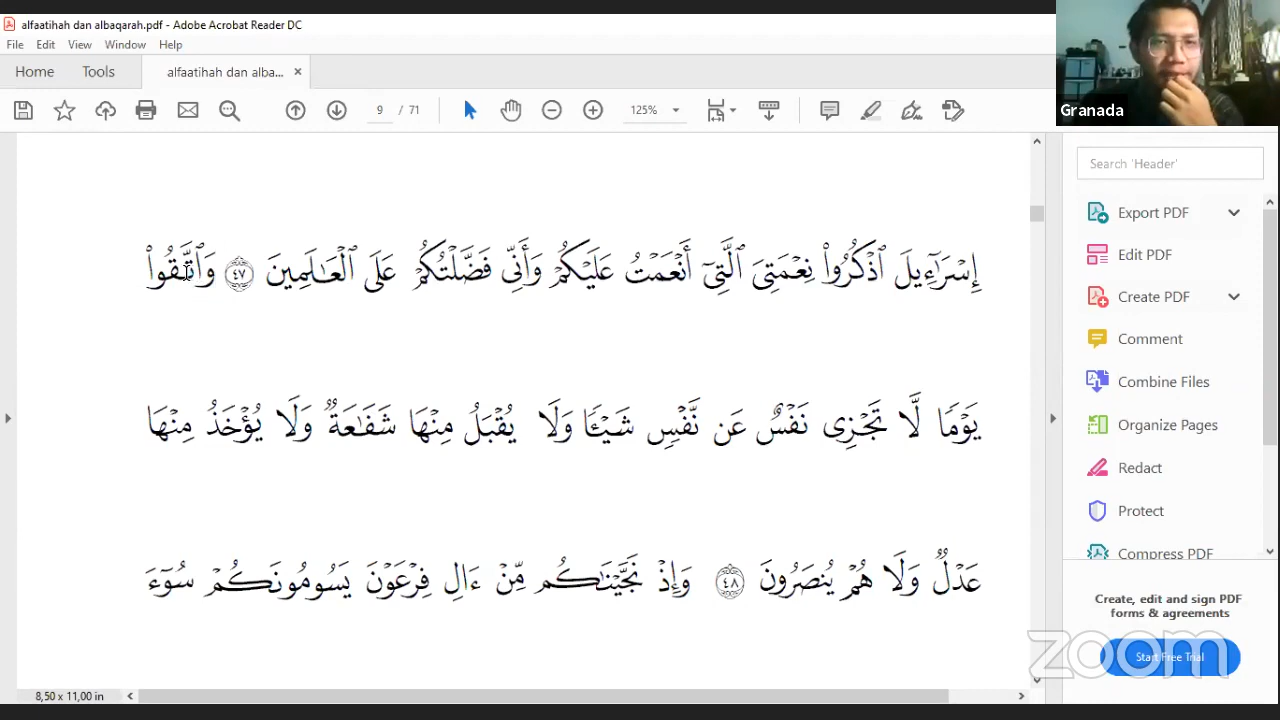 alfaatihah dan albaqarah.pdf - Adobe Acrobat Reader DC
File Edit View Window Help
Home Tools alfaatihah dan alba... ×
9 / 71 125%
Granada
Search 'Header'
إِسْرَٰٓءِيلَ ٱذْكُرُوا۟ نِعْمَتِىَ ٱلَّتِىٓ أَنْعَمْتُ عَلَيْكُمْ وَأَنِّى فَضَّلْتُكُمْ عَلَى ٱلْعَـٰلَمِينَ ٤٧ وَٱتَّقُوا۟
يَوْمًا لَّا تَجْزِى نَفْسٌ عَن نَّفْسٍ شَيْـًٔا وَلَا يُقْبَلُ مِنْهَا شَفَـٰعَةٌ وَلَا يُؤْخَذُ مِنْهَا
عَدْلٌ وَلَا هُمْ يُنصَرُونَ ٤٨ وَإِذْ نَجَّيْنَـٰكُم مِّنْ ءَالِ فِرْعَوْنَ يَسُومُونَكُمْ سُوٓءَ
Export PDF
Edit PDF
Create PDF
Comment
Combine Files
Organize Pages
Redact
Protect
Compress PDF
Create, edit and sign PDF
forms & agreements
Start Free Trial
zoom
8,50 x 11,00 in